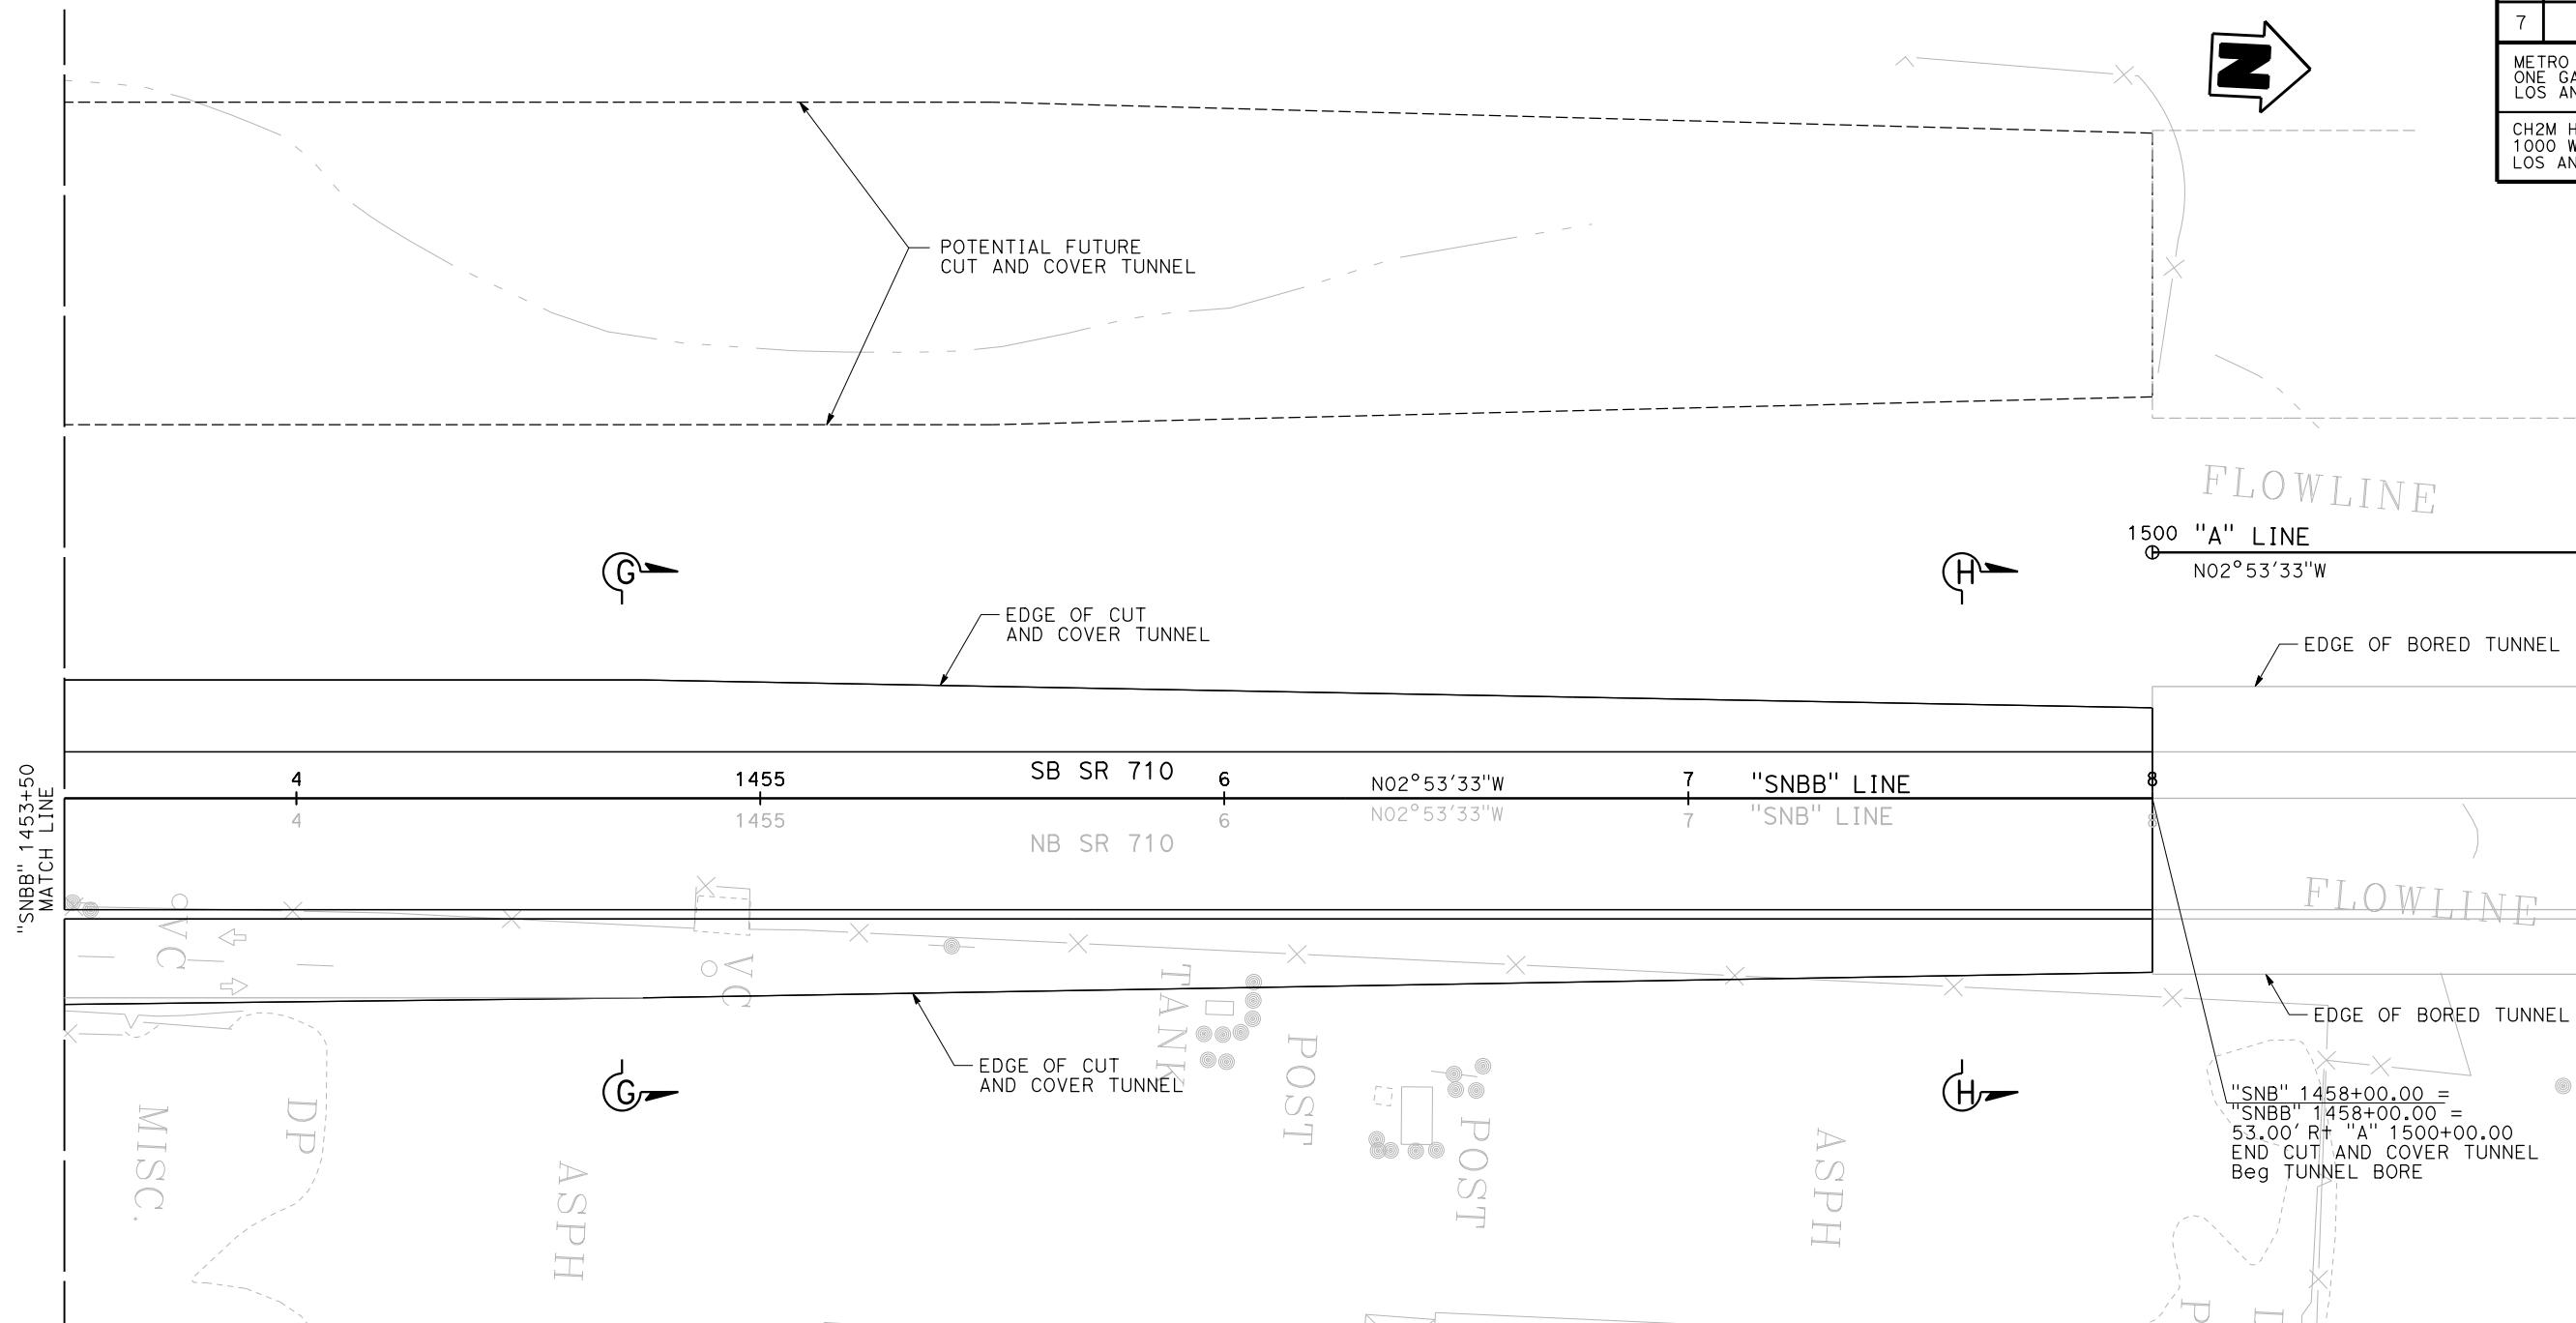 7
METRO
ONE GA
LOS AN
CH2M H
1000 W
LOS AN
N
POTENTIAL FUTURE
CUT AND COVER TUNNEL
FLOWLINE
1500 "A" LINE
N02°53'33"W
G
H
EDGE OF CUT
AND COVER TUNNEL
EDGE OF BORED TUNNEL
"SNBB" 1453+50
MATCH LINE
4
1455
SB SR 710
6
N02°53'33"W
7
"SNBB" LINE
8
4
1455
NB SR 710
6
N02°53'33"W
7
"SNB" LINE
8
FLOWLINE
VC
VC
TANK
EDGE OF BORED TUNNEL
EDGE OF CUT
AND COVER TUNNEL
G
H
POST
POST
"SNB" 1458+00.00 =
"SNBB" 1458+00.00 =
53.00' Rt "A" 1500+00.00
END CUT AND COVER TUNNEL
Beg TUNNEL BORE
MISC.
DP
ASPH
ASPH
P